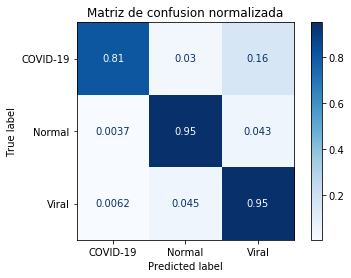 Matriz de confusion normalizada
True label
COVID-19 0.81 0.03 0.16
Normal 0.0037 0.95 0.043
Viral 0.0062 0.045 0.95
COVID-19 Normal Viral
Predicted label
0.8
0.6
0.4
0.2